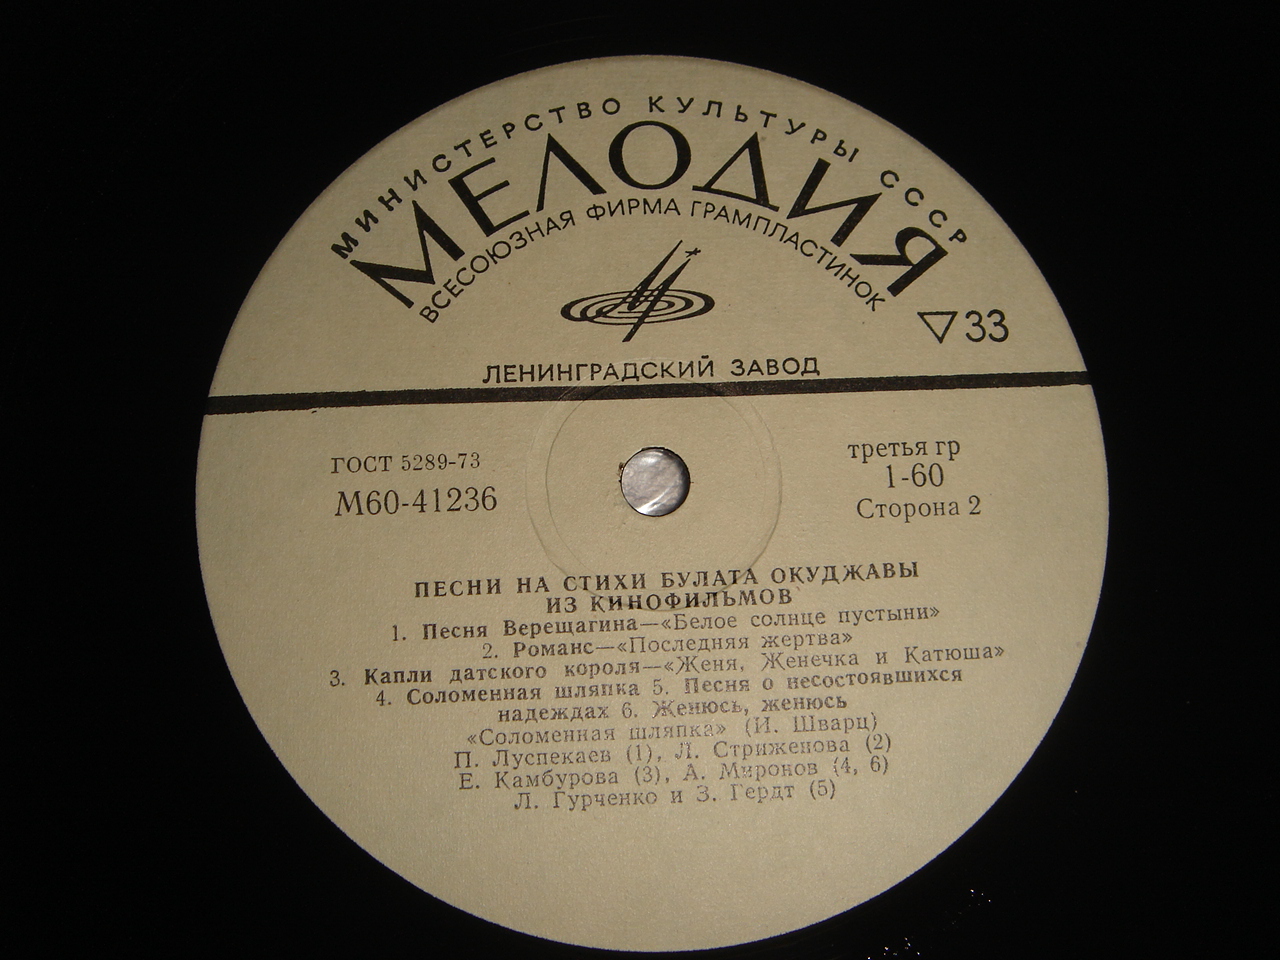 МИНИСТЕРСТВО КУЛЬТУРЫ СССР
МЕЛОДИЯ
ВСЕСОЮЗНАЯ ФИРМА ГРАМПЛАСТИНОК
▽33
ЛЕНИНГРАДСКИЙ ЗАВОД
ГОСТ 5289-73
М60-41236
третья гр
1-60
Сторона 2
ПЕСНИ НА СТИХИ БУЛАТА ОКУДЖАВЫ
ИЗ КИНОФИЛЬМОВ
1. Песня Верещагина—«Белое солнце пустыни»
2. Романс—«Последняя жертва»
3. Капли датского короля—«Женя, Женечка и Катюша»
4. Соломенная шляпка 5. Песня о несостоявшихся
надеждах 6. Женюсь, женюсь
«Соломенная шляпка» (И. Шварц)
П. Луспекаев (1), Л. Стриженова (2)
Е. Камбурова (3), А. Миронов (4, 6)
Л. Гурченко и З. Гердт (5)